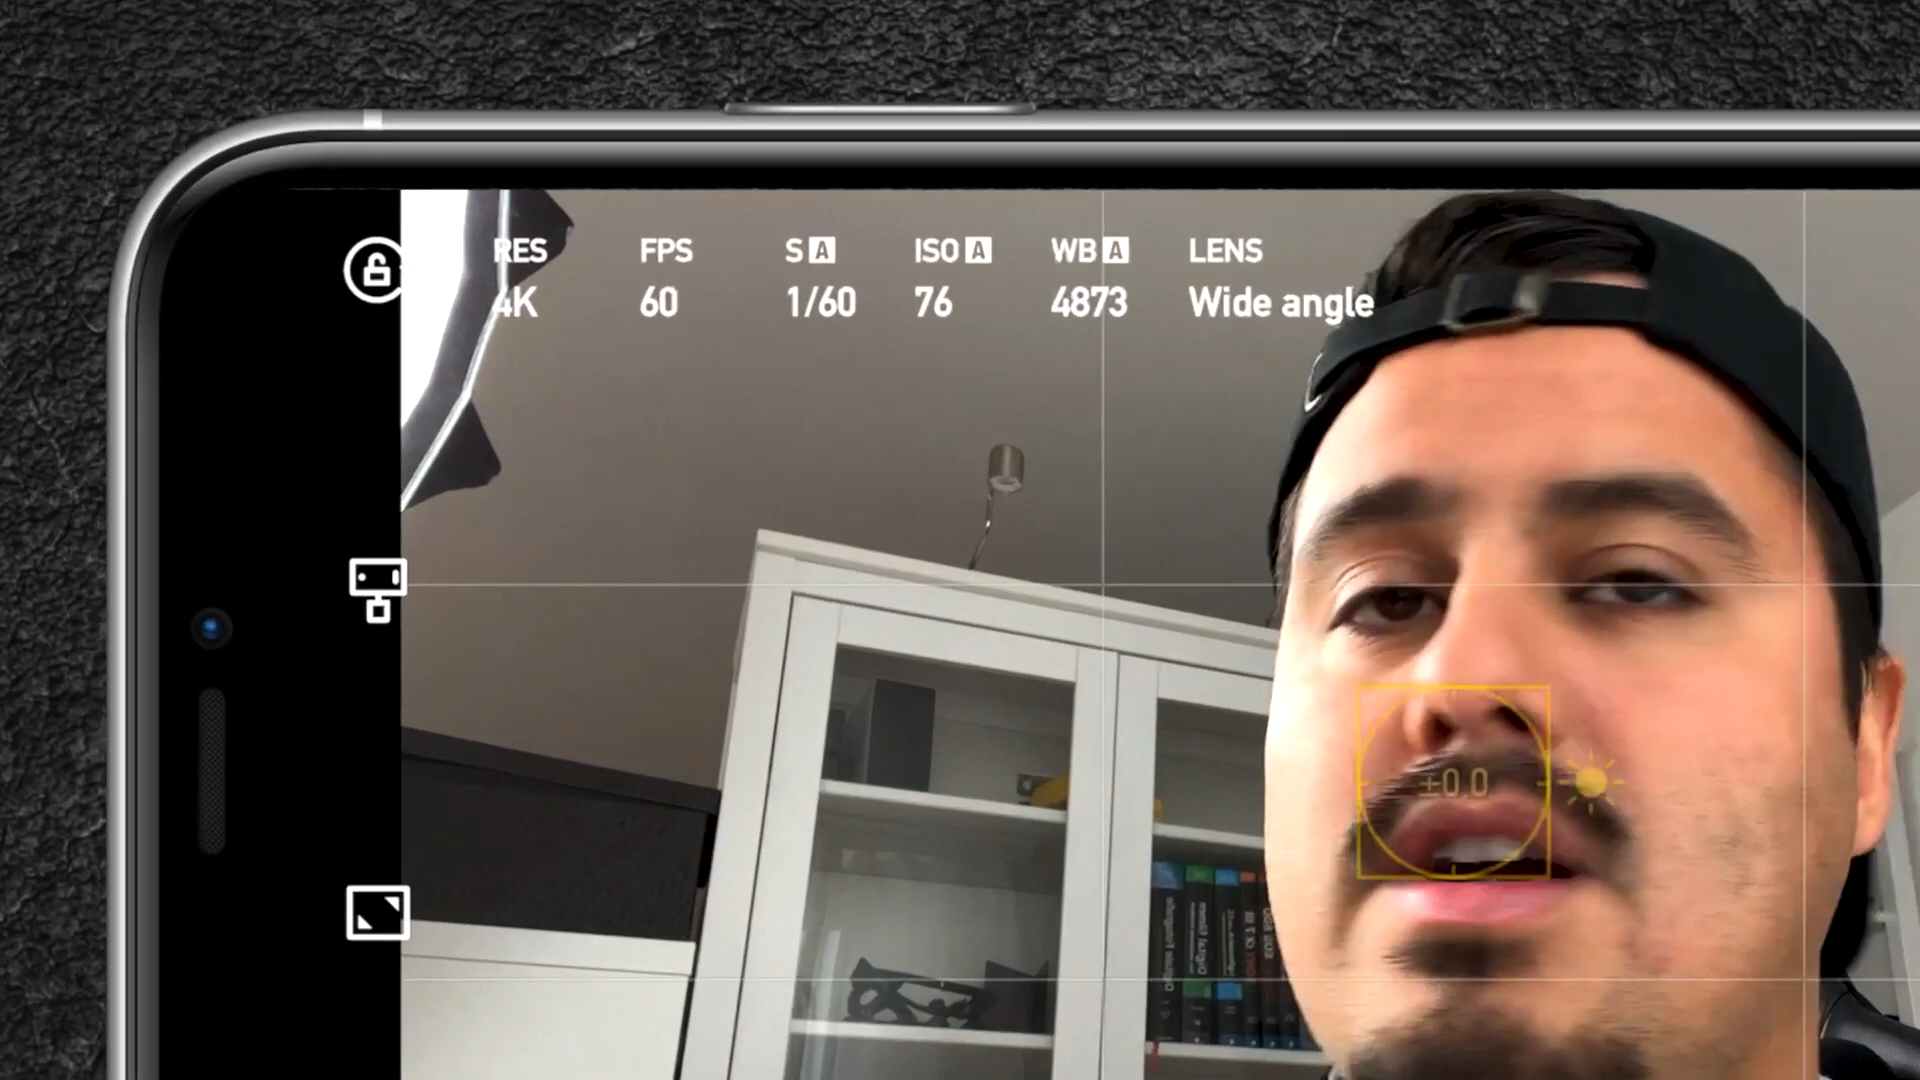 RES FPS S A ISO A WB A LENS
4K 60 1/60 76 4873 Wide angle
±0.0